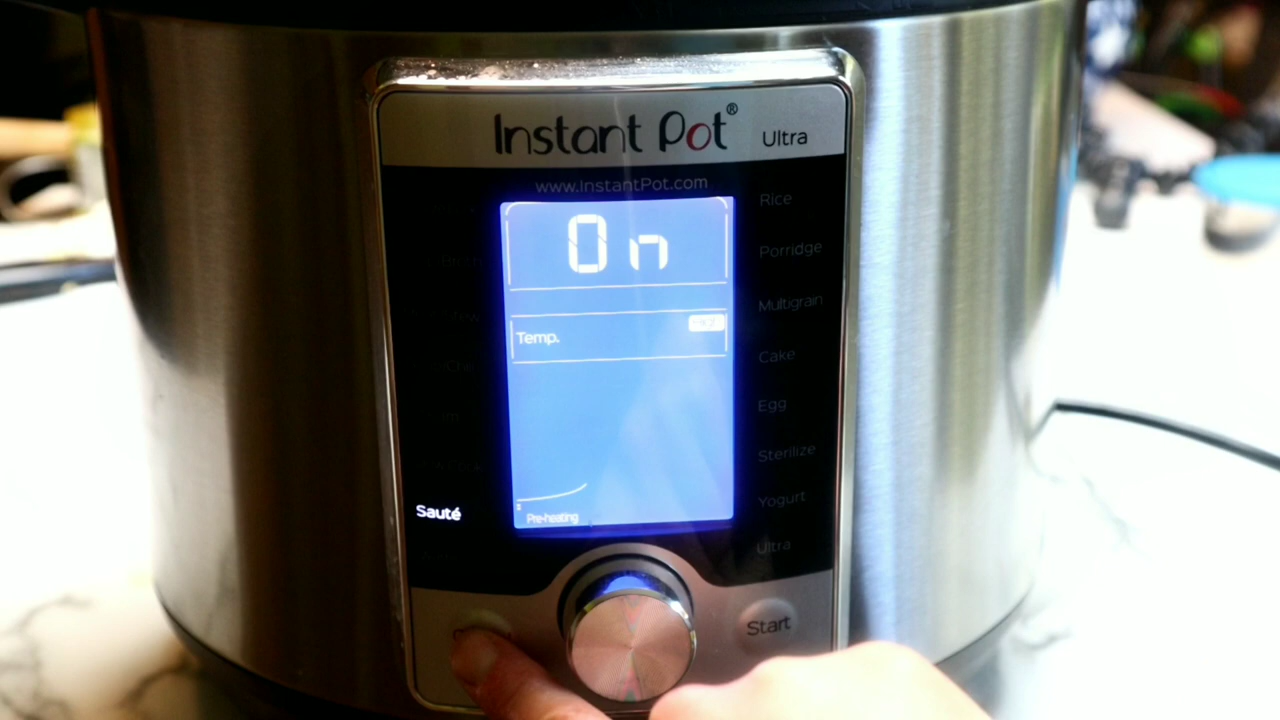 Instant Pot® Ultra
www.InstantPot.com
Rice
On
Porridge
Multigrain
Temp.
Cake
Egg
Sterilize
Yogurt
Sauté
Pre-heating
Ultra
Start